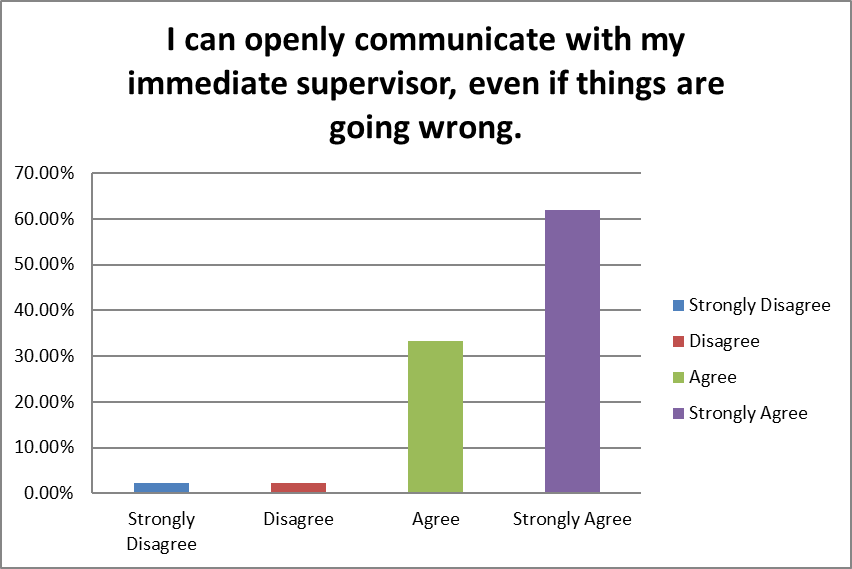 I can openly communicate with my
immediate supervisor, even if things are
going wrong.
70.00%
60.00%
50.00%
40.00%
30.00%
20.00%
10.00%
0.00%
Strongly
Disagree
Disagree
Agree
Strongly Agree
Strongly Disagree
Disagree
Agree
Strongly Agree